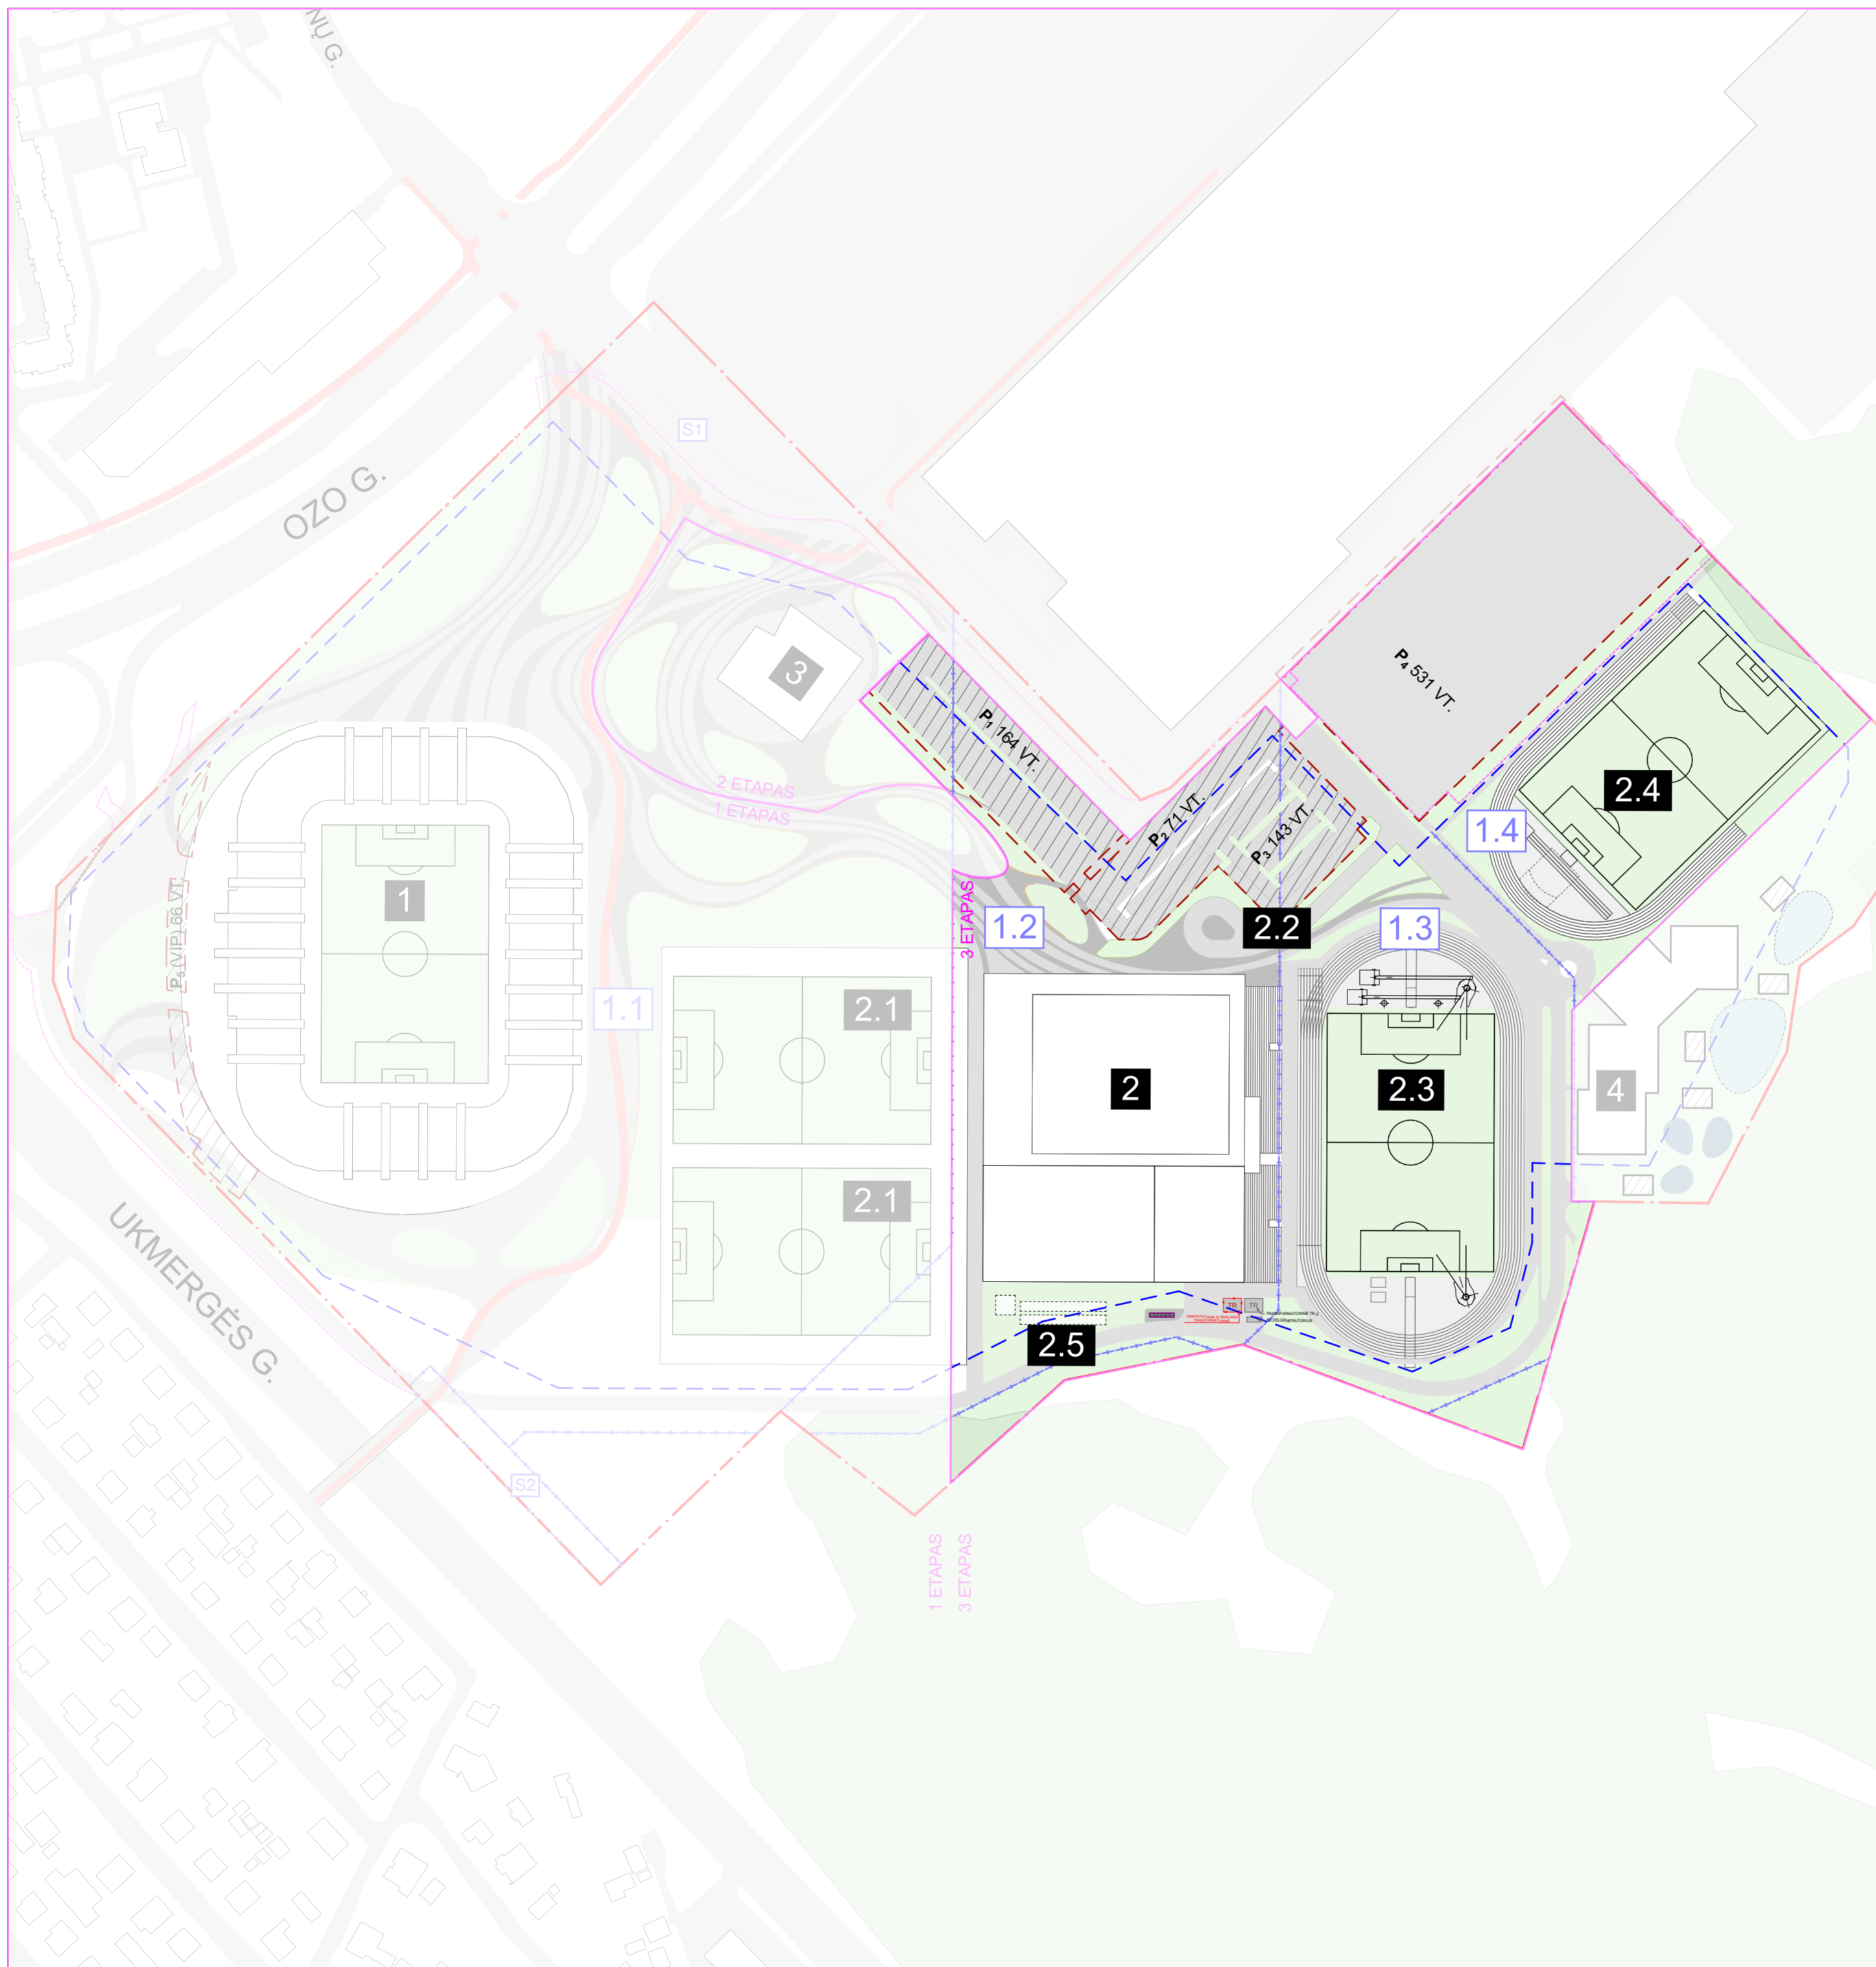 NŲ G.
S1
OZO G.
3
P₄ 531 VT.
P₁ 164 VT.
2 ETAPAS
1 ETAPAS
P₂ 71 VT.
P₃ 143 VT.
2.4
1.4
1
P₅ (VIP) 66 VT.
3 ETAPAS
1.2
2.2
1.3
1.1
2.1
2
2.3
4
2.1
UKMERGĖS G.
TR
TR
2.5
S2
1 ETAPAS
3 ETAPAS